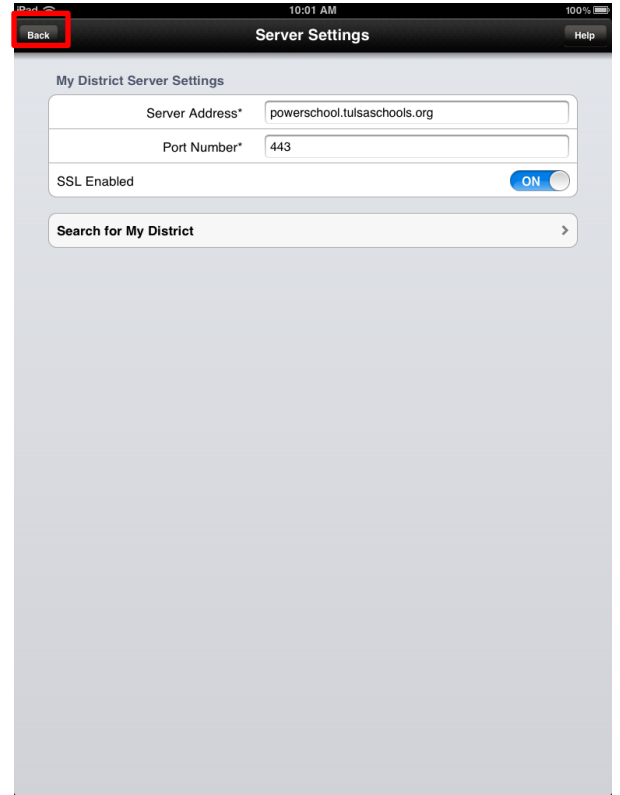 iPad 10:01 AM 100%
Back Server Settings Help
My District Server Settings
Server Address* powerschool.tulsaschools.org
Port Number* 443
SSL Enabled ON
Search for My District